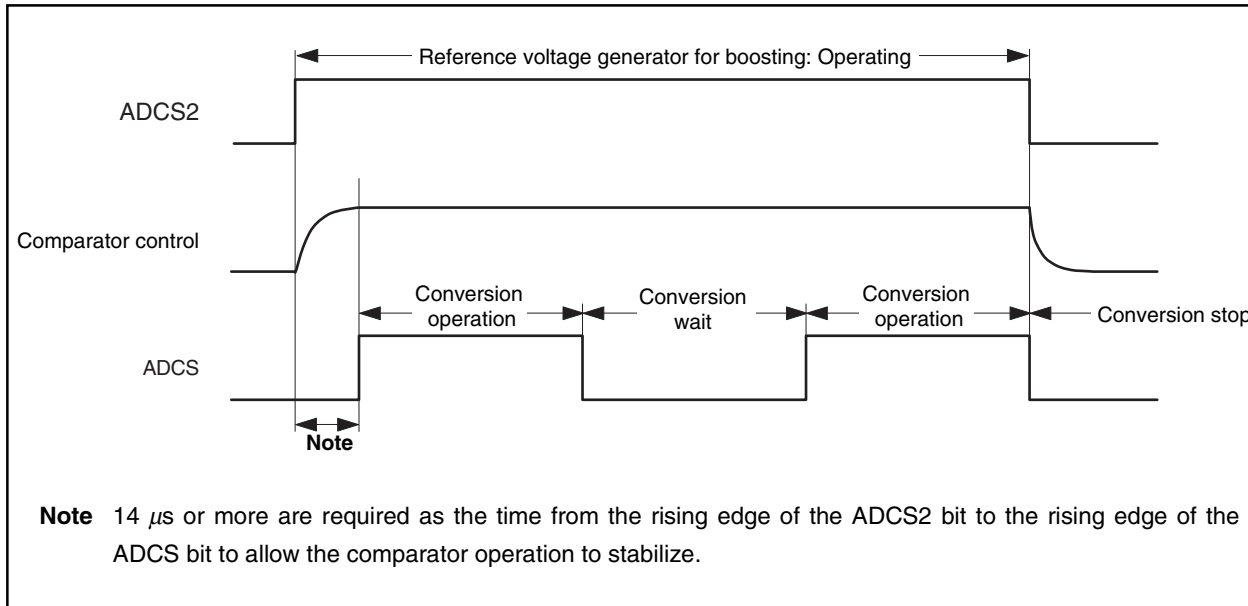 Reference voltage generator for boosting: Operating
ADCS2
Comparator control
Conversion
operation
Conversion
wait
Conversion
operation
Conversion stop
ADCS
Note
Note 14 μs or more are required as the time from the rising edge of the ADCS2 bit to the rising edge of the
ADCS bit to allow the comparator operation to stabilize.